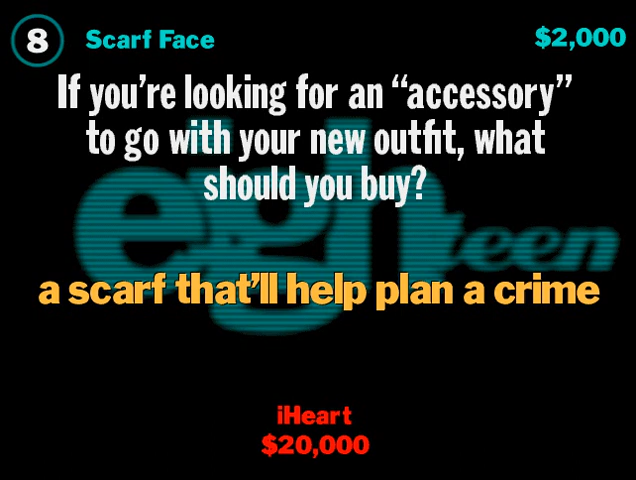 8 Scarf Face $2,000
If you're looking for an “accessory”
to go with your new outfit, what
should you buy?
eighteen
a scarf that'll help plan a crime
iHeart
$20,000